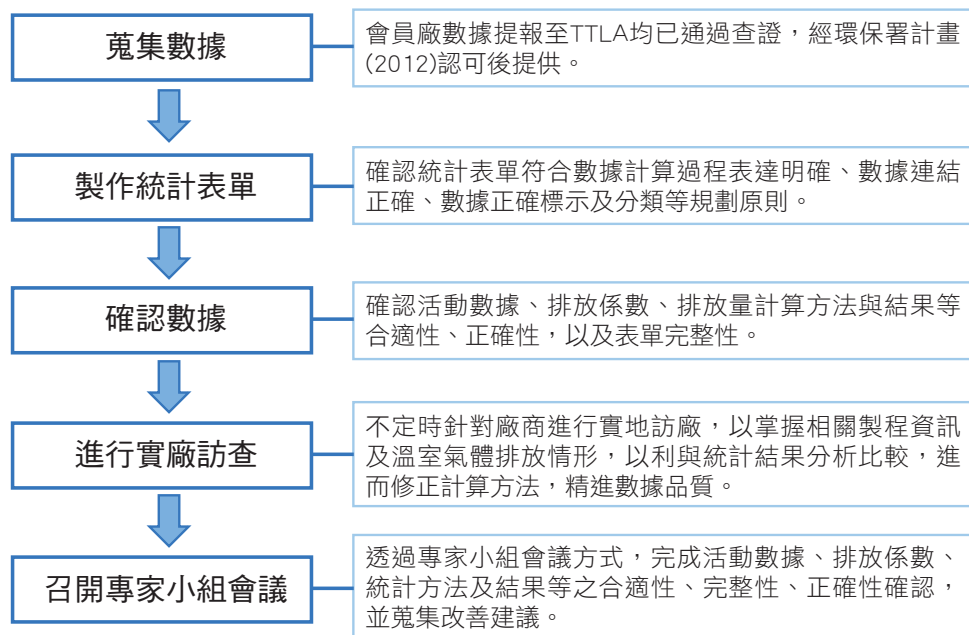 蒐集數據
會員廠數據提報至TTLA均已通過查證，經環保署計畫
(2012)認可後提供。
製作統計表單
確認統計表單符合數據計算過程表達明確、數據連結
正確、數據正確標示及分類等規劃原則。
確認數據
確認活動數據、排放係數、排放量計算方法與結果等
合適性、正確性，以及表單完整性。
進行實廠訪查
不定時針對廠商進行實地訪廠，以掌握相關製程資訊
及溫室氣體排放情形，以利與統計結果分析比較，進
而修正計算方法，精進數據品質。
召開專家小組會議
透過專家小組會議方式，完成活動數據、排放係數、
統計方法及結果等之合適性、完整性、正確性確認，
並蒐集改善建議。